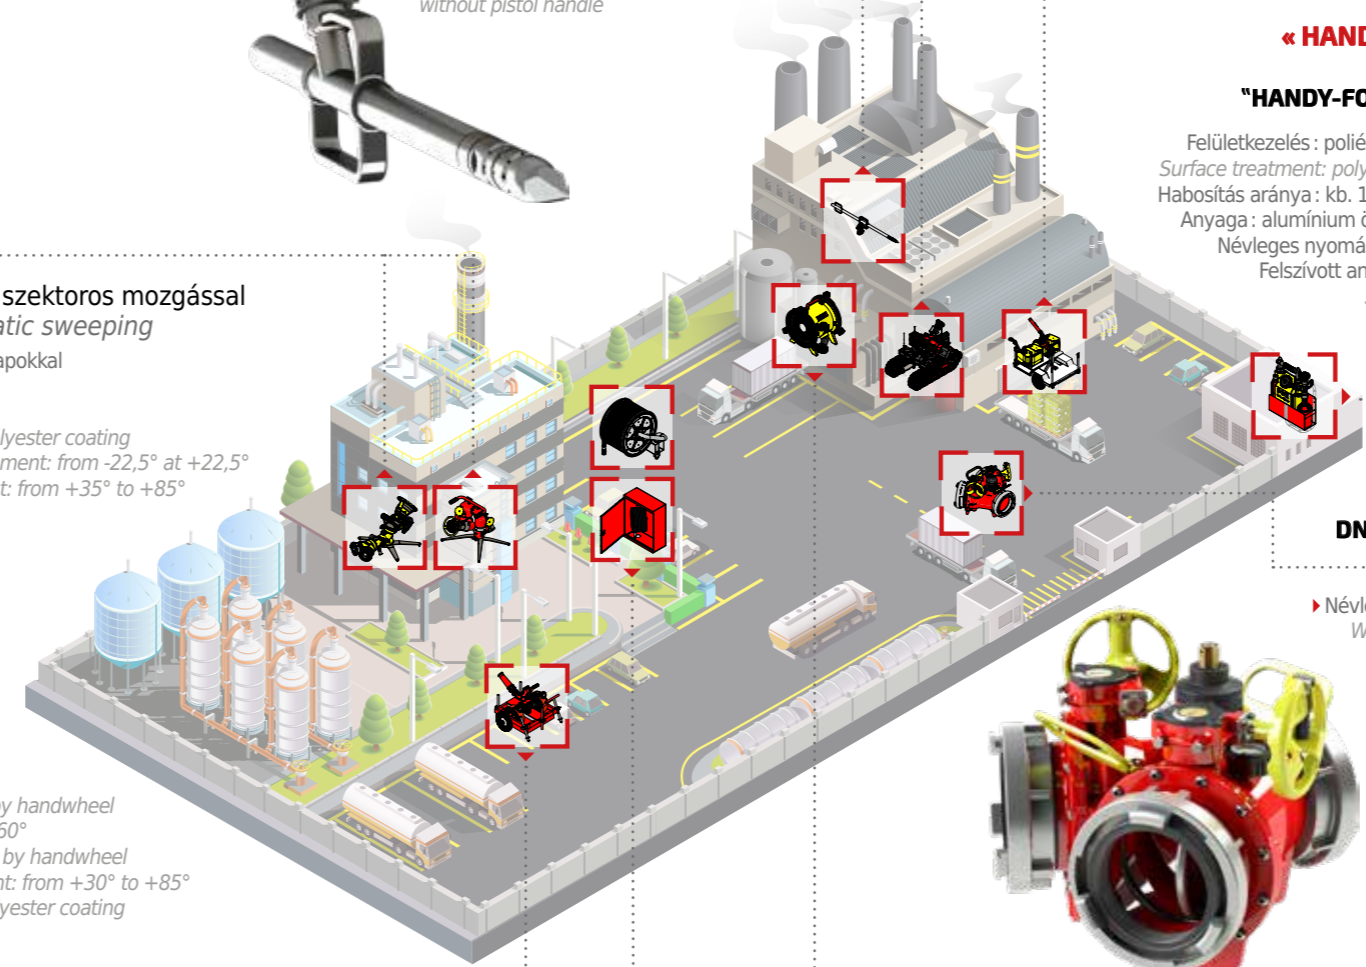 without pistol handle
« HAND
"HANDY-FO
Felületkezelés : polié
Surface treatment: poly
Habosítás aránya : kb. 1
Anyaga : alumínium ö
Névleges nyomá
Felszívott an
szektoros mozgással
atic sweeping
apokkal
lyester coating
ment: from -22,5° at +22,5°
t: from +35° to +85°
DN
Névle
W
by handwheel
60°
by handwheel
nt: from +30° to +85°
lyester coating